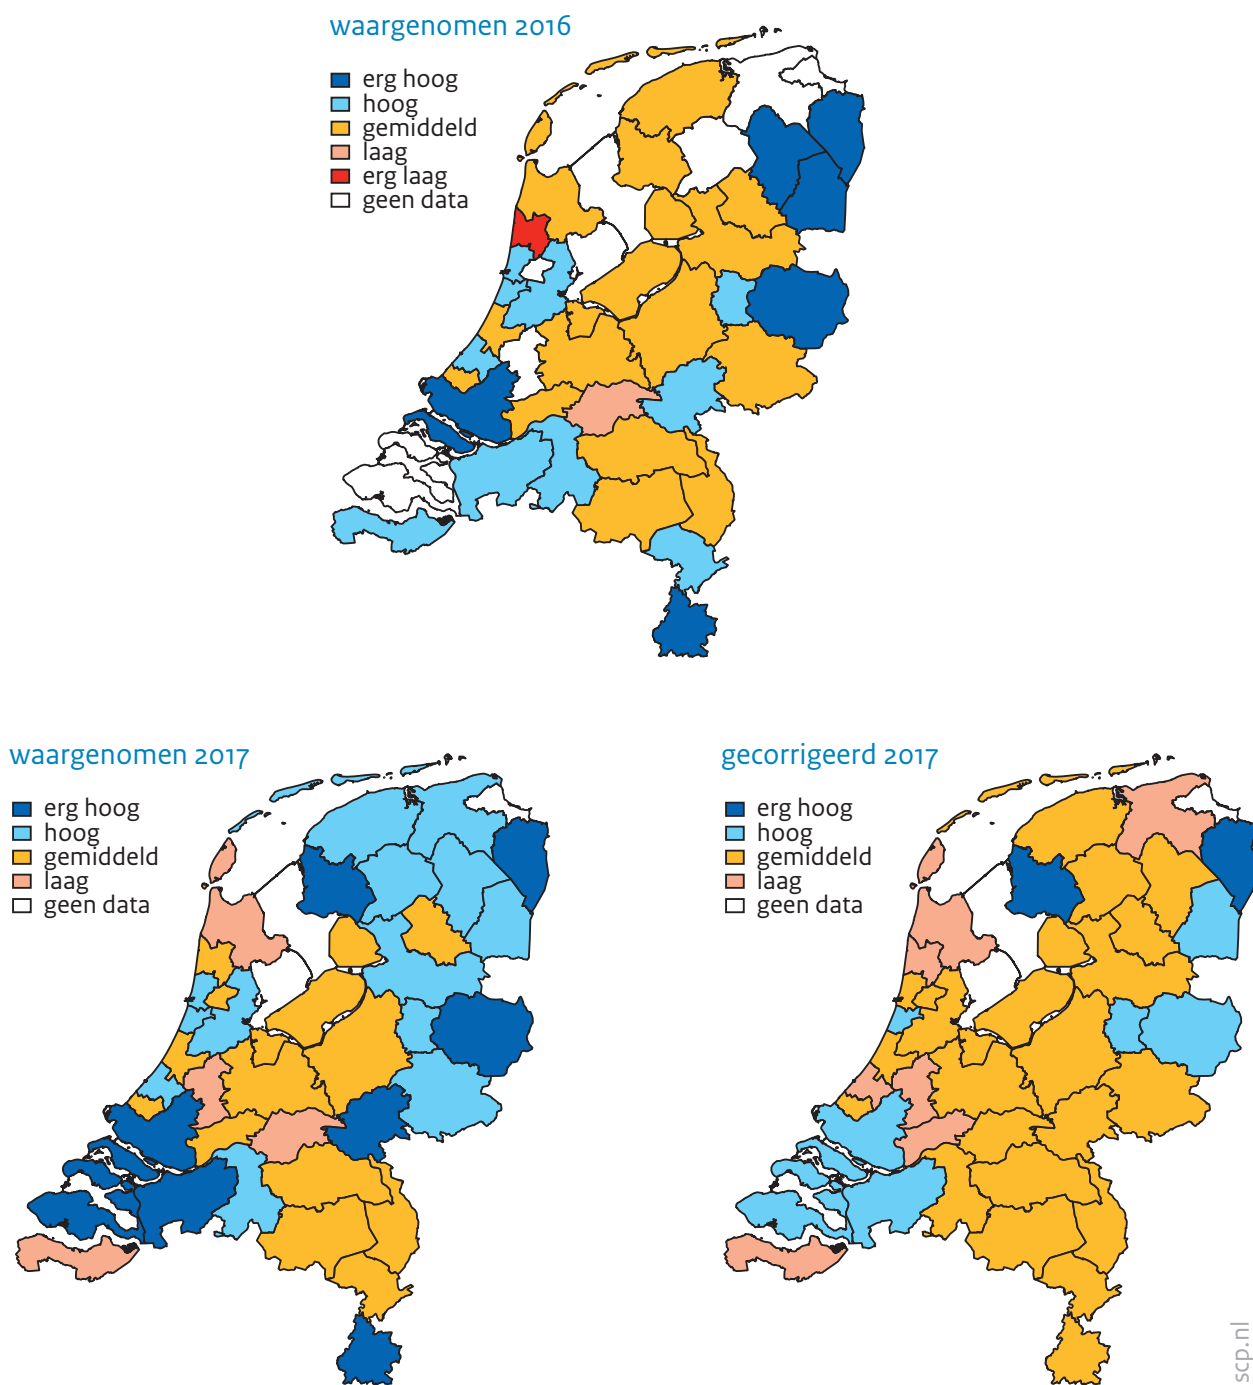 waargenomen 2016
erg hoog
hoog
gemiddeld
laag
erg laag
geen data
waargenomen 2017
erg hoog
hoog
gemiddeld
laag
geen data
gecorrigeerd 2017
erg hoog
hoog
gemiddeld
laag
geen data
scp.nl